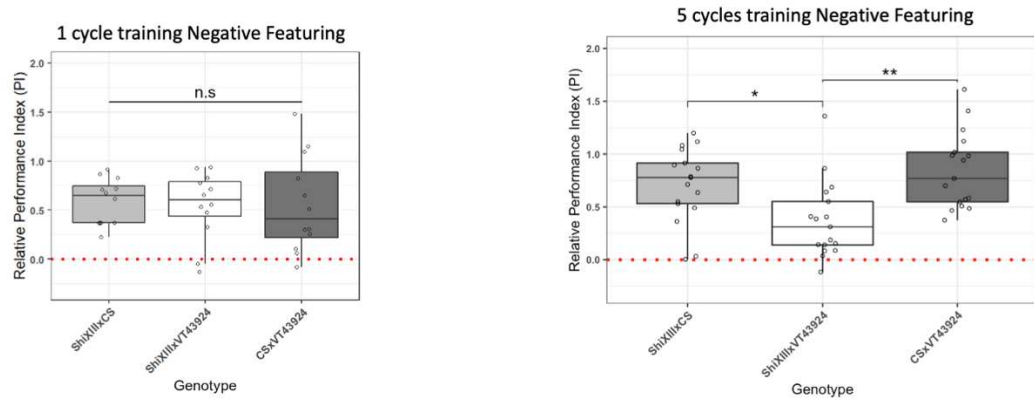 1 cycle training Negative Featuring
2.0
1.5
1.0
0.5
0.0
Relative Performance Index (PI)
n.s
ShiXIIIxCS
ShiXIIIxVT43924
CSxVT43924
Genotype
5 cycles training Negative Featuring
2.0
1.5
1.0
0.5
0.0
Relative Performance Index (PI)
*
**
ShiXIIIxCS
ShiXIIIxVT43924
CSxVT43924
Genotype